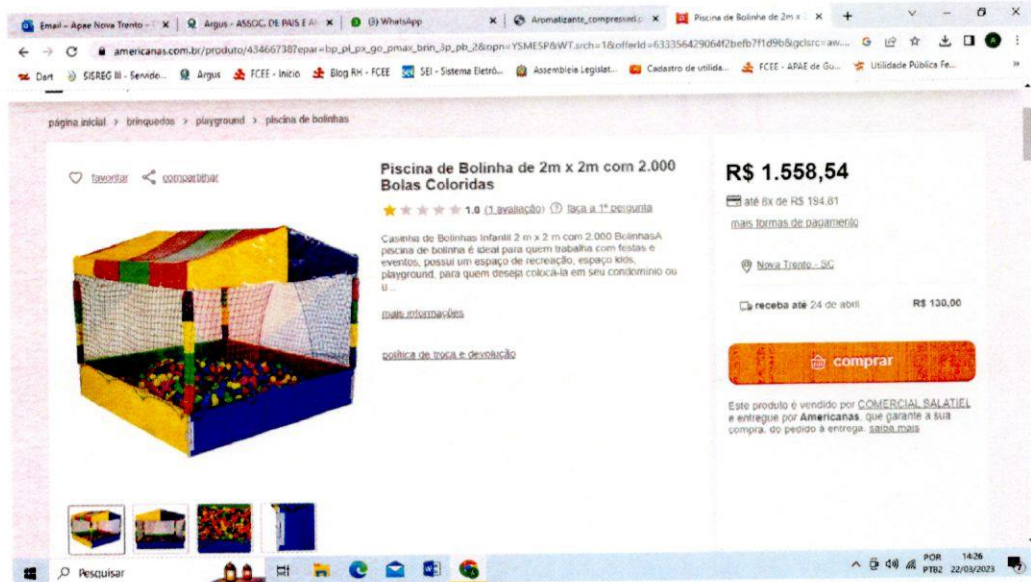 Email - Apae Nova Trento -
Argus - ASSOC. DE PAIS E A
(3) WhatsApp
Aromatizante_compressed.p
Piscina de Bolinha de 2m x
americanas.com.br/produto/43466738?epar=bp_pl_px_go_pmax_brin_3p_pb_2&opn=YSMESP&WT.srch=1&offerId=633356429064f2befb7f1d9b&gclsrc=aw...
Dart
SISREG III - Servido...
Argus
FCEE - Inicio
Blog RH - FCEE
SEI - Sistema Eletrô...
Assembleia Legislat...
Cadastro de utilida...
FCEE - APAE de Gu...
Utilidade Pública Fe...
página inicial > brinquedos > playground > piscina de bolinhas
favoritar compartilhar
Piscina de Bolinha de 2m x 2m com 2.000
Bolas Coloridas
1.0 (1 avaliação) faça a 1ª pergunta
Casinha de Bolinhas Infantil 2 m x 2 m com 2.000 BolinhasA
piscina de bolinha é ideal para quem trabalha com festas e
eventos, possui um espaço de recreação, espaço kids,
playground, para quem deseja colocá-la em seu condomínio ou
u ...
mais informações
política de troca e devolução
R$ 1.558,54
até 8x de R$ 194,81
mais formas de pagamento
Nova Trento - SC
receba até 24 de abril R$ 130,00
comprar
Este produto é vendido por COMERCIAL SALATIEL
e entregue por Americanas, que garante a sua
compra, do pedido à entrega. saiba mais
Pesquisar
POR
PTB2
14:26
22/03/2023